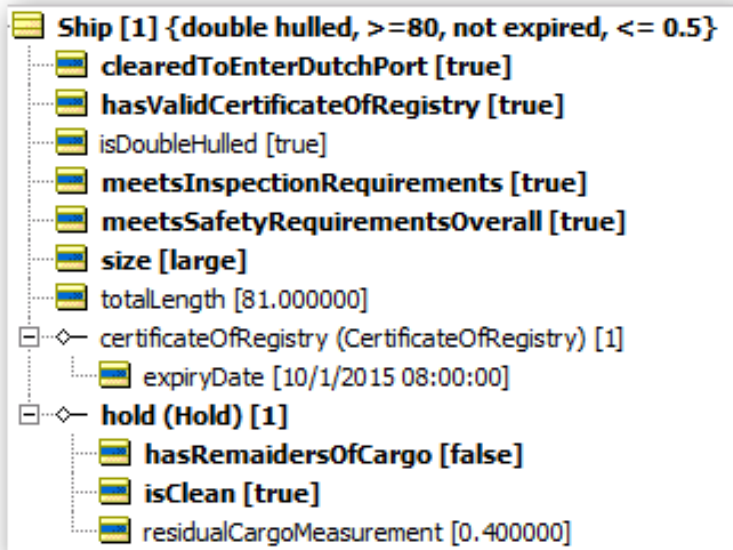 Ship [1] {double hulled, >=80, not expired, <= 0.5}
clearedToEnterDutchPort [true]
hasValidCertificateOfRegistry [true]
isDoubleHulled [true]
meetsInspectionRequirements [true]
meetsSafetyRequirementsOverall [true]
size [large]
totalLength [81.000000]
certificateOfRegistry (CertificateOfRegistry) [1]
expiryDate [10/1/2015 08:00:00]
hold (Hold) [1]
hasRemaidersOfCargo [false]
isClean [true]
residualCargoMeasurement [0.400000]